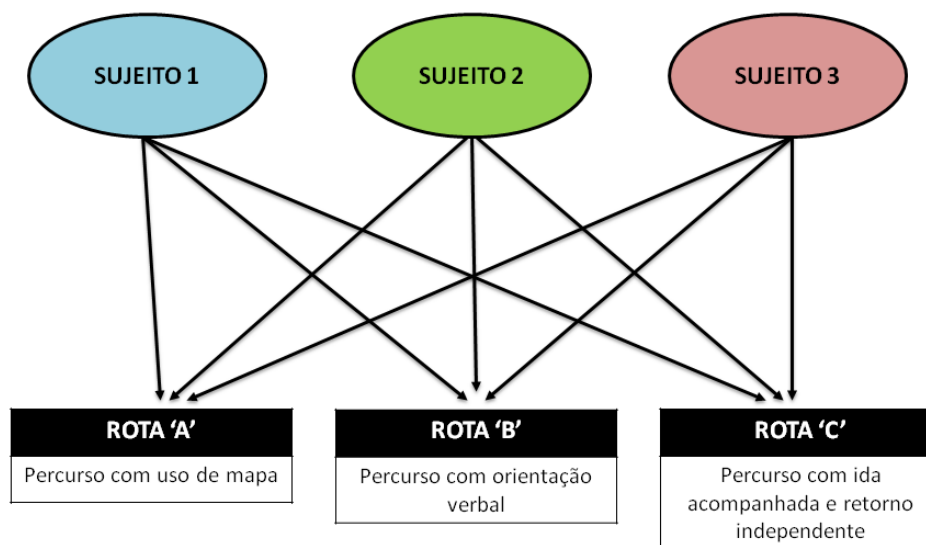 SUJEITO 1
SUJEITO 2
SUJEITO 3
ROTA ‘A’
Percurso com uso de mapa
ROTA ‘B’
Percurso com orientação
verbal
ROTA ‘C’
Percurso com ida
acompanhada e retorno
independente